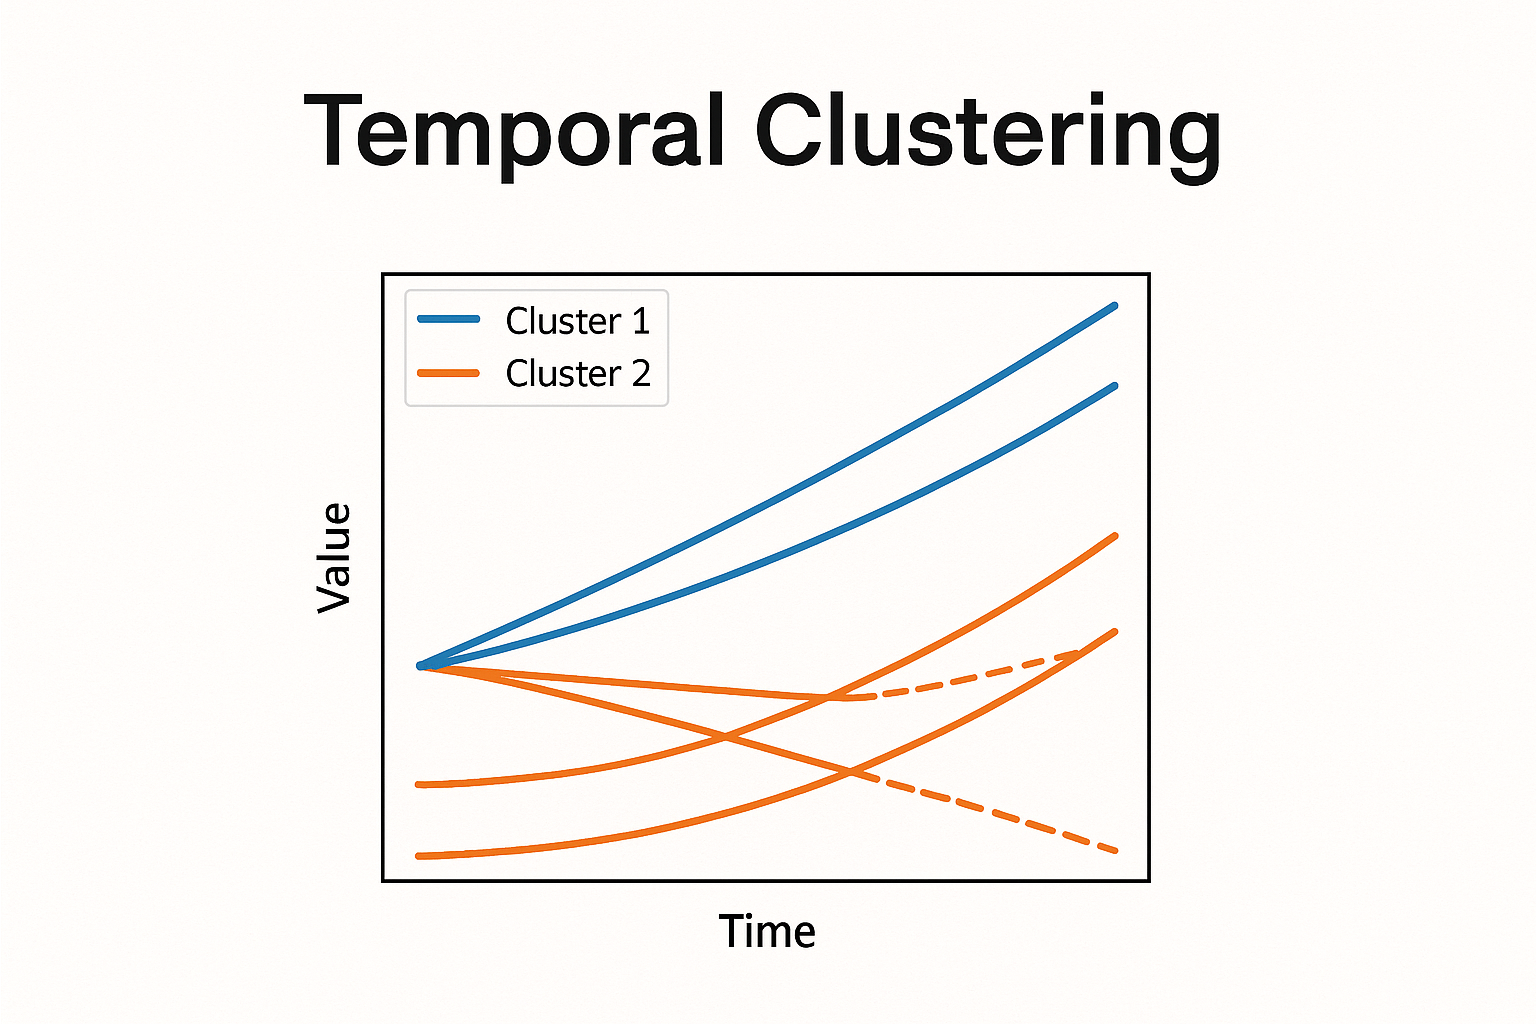 Temporal Clustering
Cluster 1
Cluster 2
Value
Time